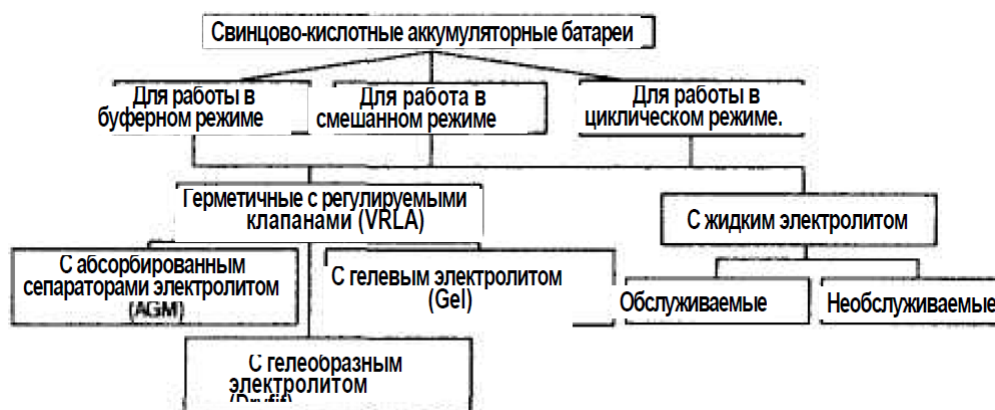 Свинцово-кислотные аккумуляторные батареи
Для работы в
буферном режиме
Для работа в
смешанном режиме
Для работы в
циклическом режиме.
Герметичные с регулируемыми
клапанами (VRLA)
С жидким электролитом
С абсорбированным
сепараторами электролитом
(AGM)
С гелевым электролитом
(Gel)
Обслуживаемые
Необслуживаемые
С гелеобразным
электролитом